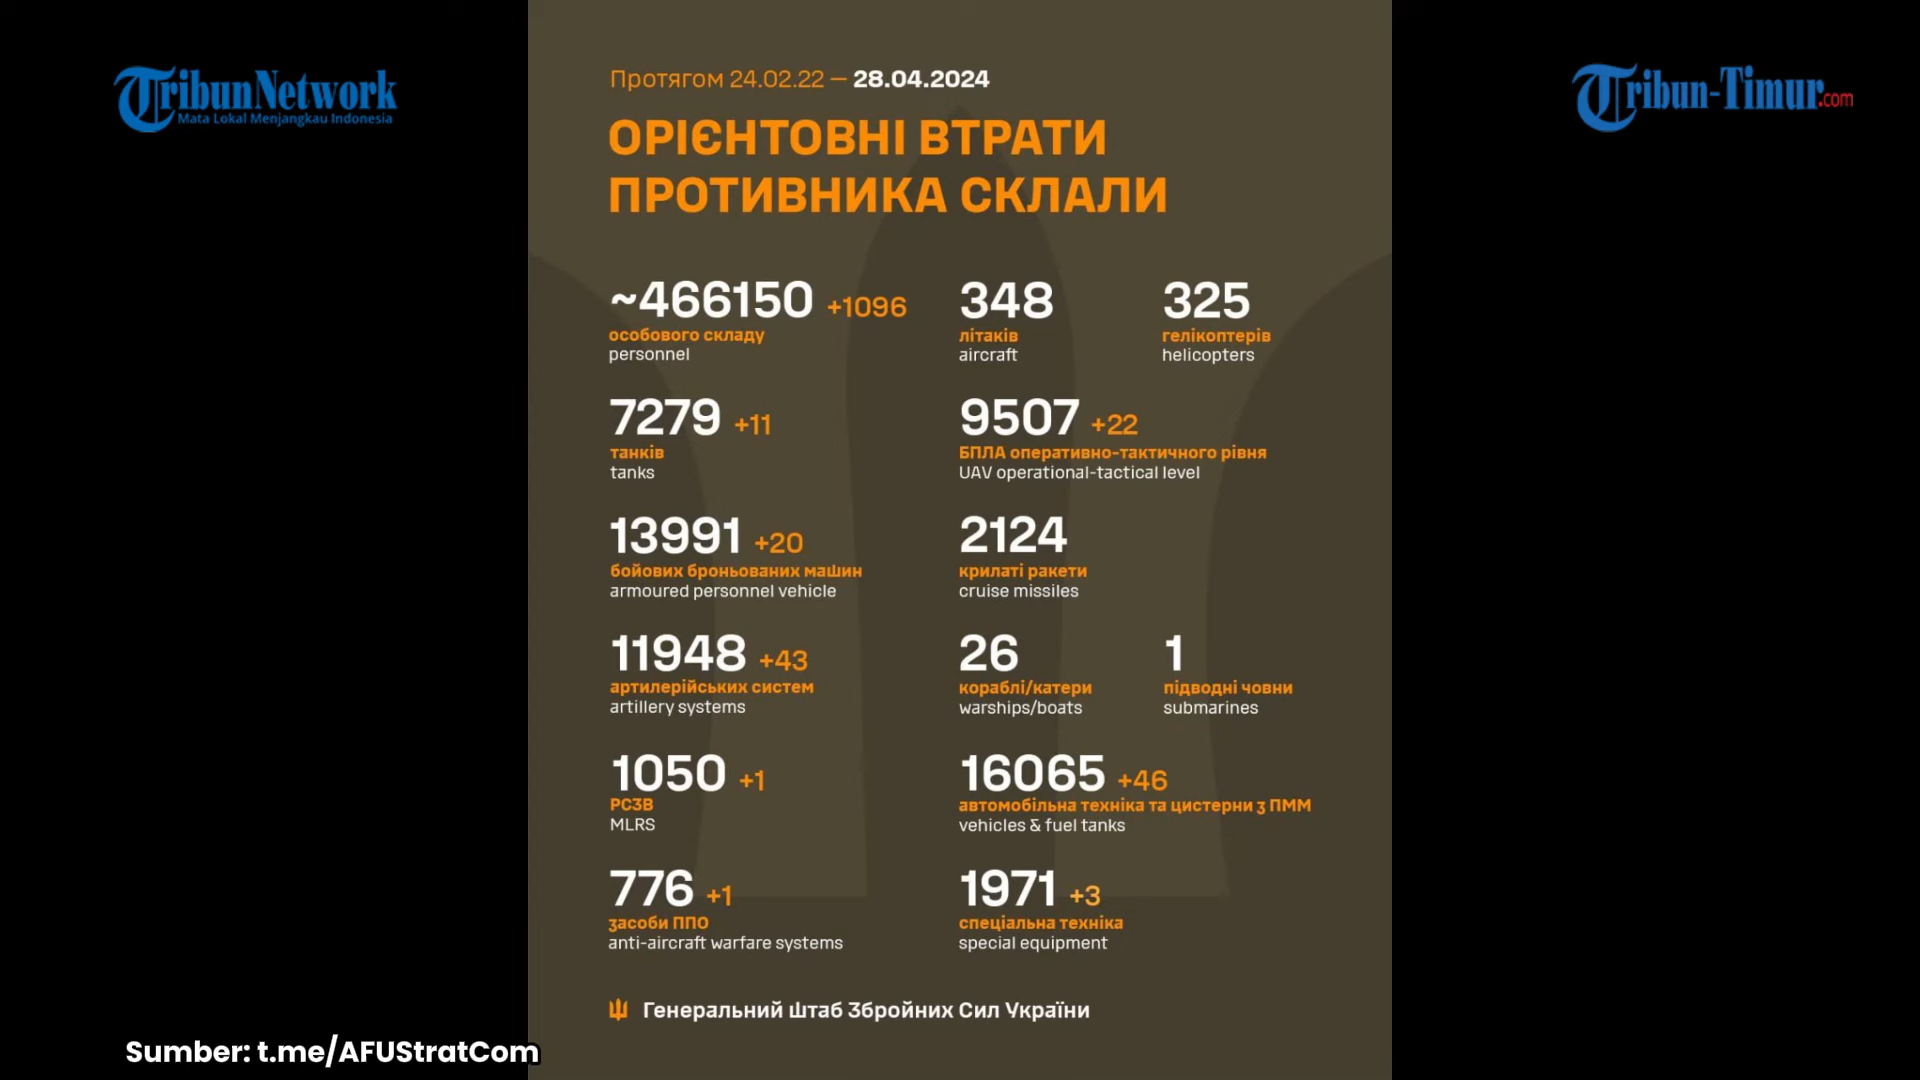 TribunNetwork
Mata Lokal Menjangkau Indonesia
Tribun-Timur.com
Протягом 24.02.22 — 28.04.2024
ОРІЄНТОВНІ ВТРАТИ
ПРОТИВНИКА СКЛАЛИ
~466150 +1096
особового складу
personnel
348
літаків
aircraft
325
гелікоптерів
helicopters
7279 +11
танків
tanks
9507 +22
БПЛА оперативно-тактичного рівня
UAV operational-tactical level
13991 +20
бойових броньованих машин
armoured personnel vehicle
2124
крилаті ракети
cruise missiles
11948 +43
артилерійських систем
artillery systems
26
кораблі/катери
warships/boats
1
підводні човни
submarines
1050 +1
РСЗВ
MLRS
16065 +46
автомобільна техніка та цистерни з ПММ
vehicles & fuel tanks
776 +1
засоби ППО
anti-aircraft warfare systems
1971 +3
спеціальна техніка
special equipment
Генеральний штаб Збройних Сил України
Sumber: t.me/AFUStratCom